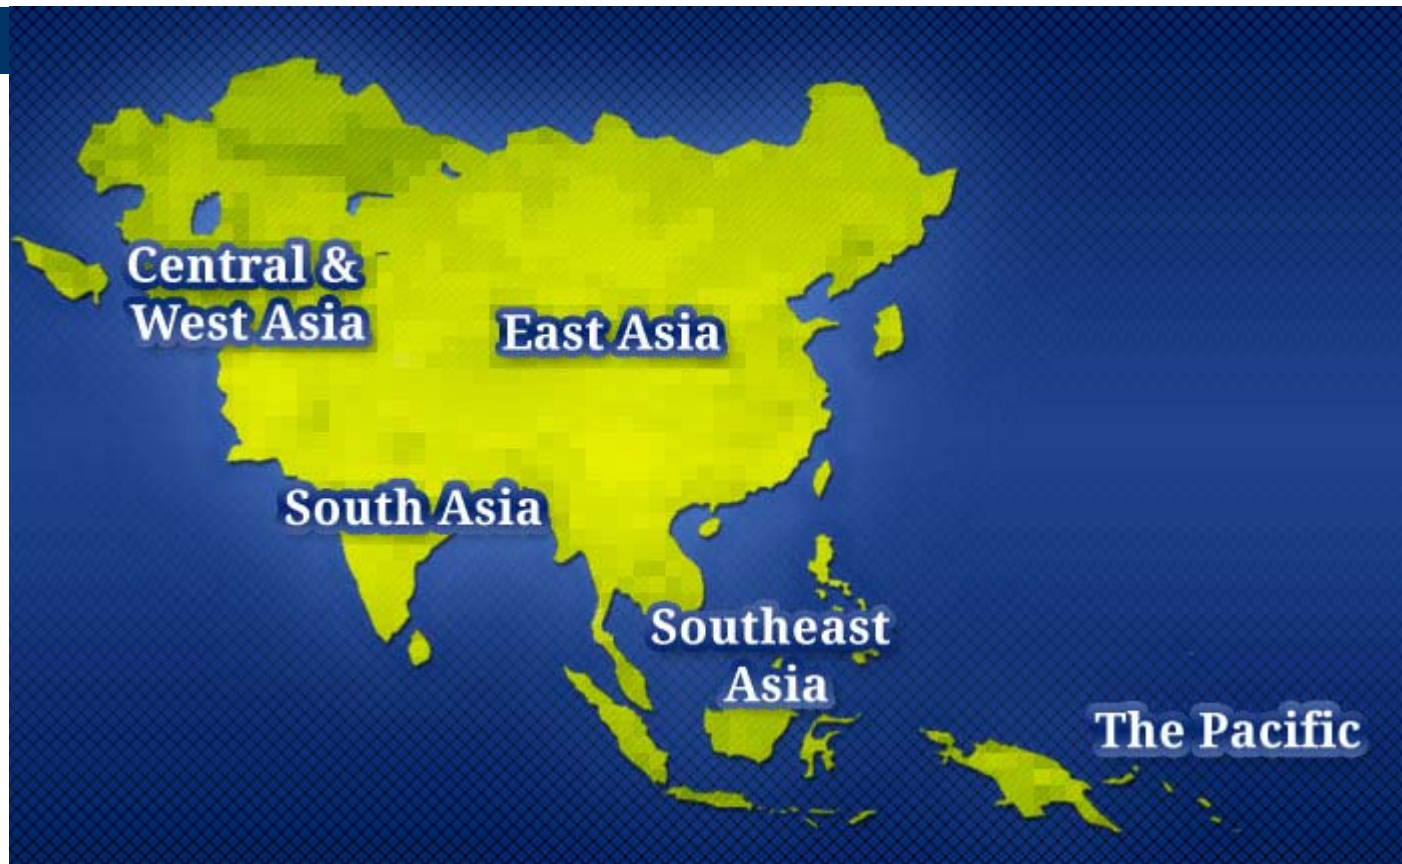 Central &
West Asia
East Asia
South Asia
Southeast
Asia
The Pacific